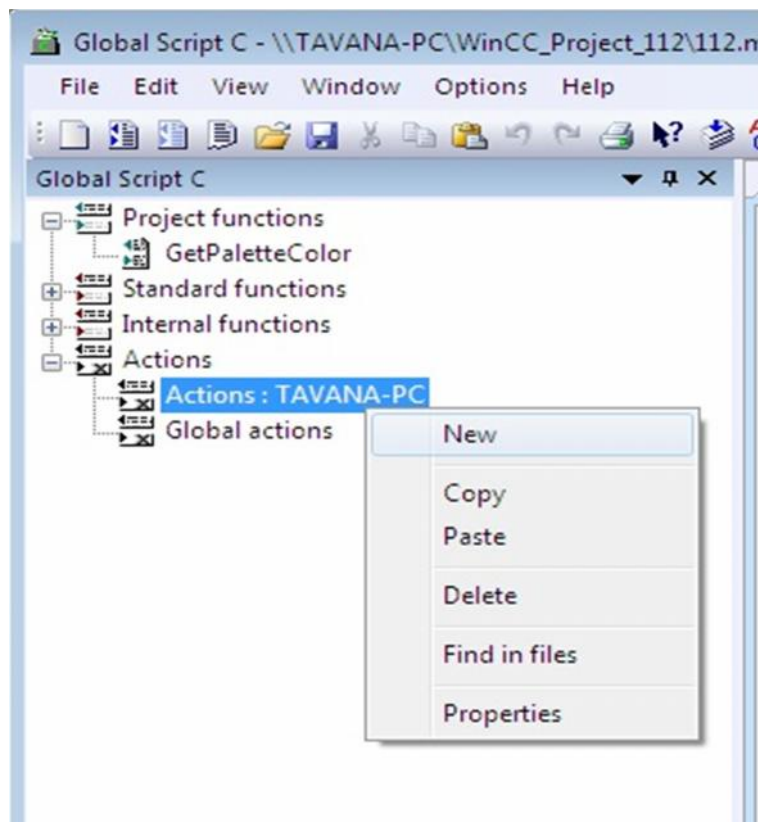 Global Script C - \\TAVANA-PC\WinCC_Project_112\112.m
File Edit View Window Options Help
Global Script C
Project functions
GetPaletteColor
Standard functions
Internal functions
Actions
Actions : TAVANA-PC
Global actions
New
Copy
Paste
Delete
Find in files
Properties